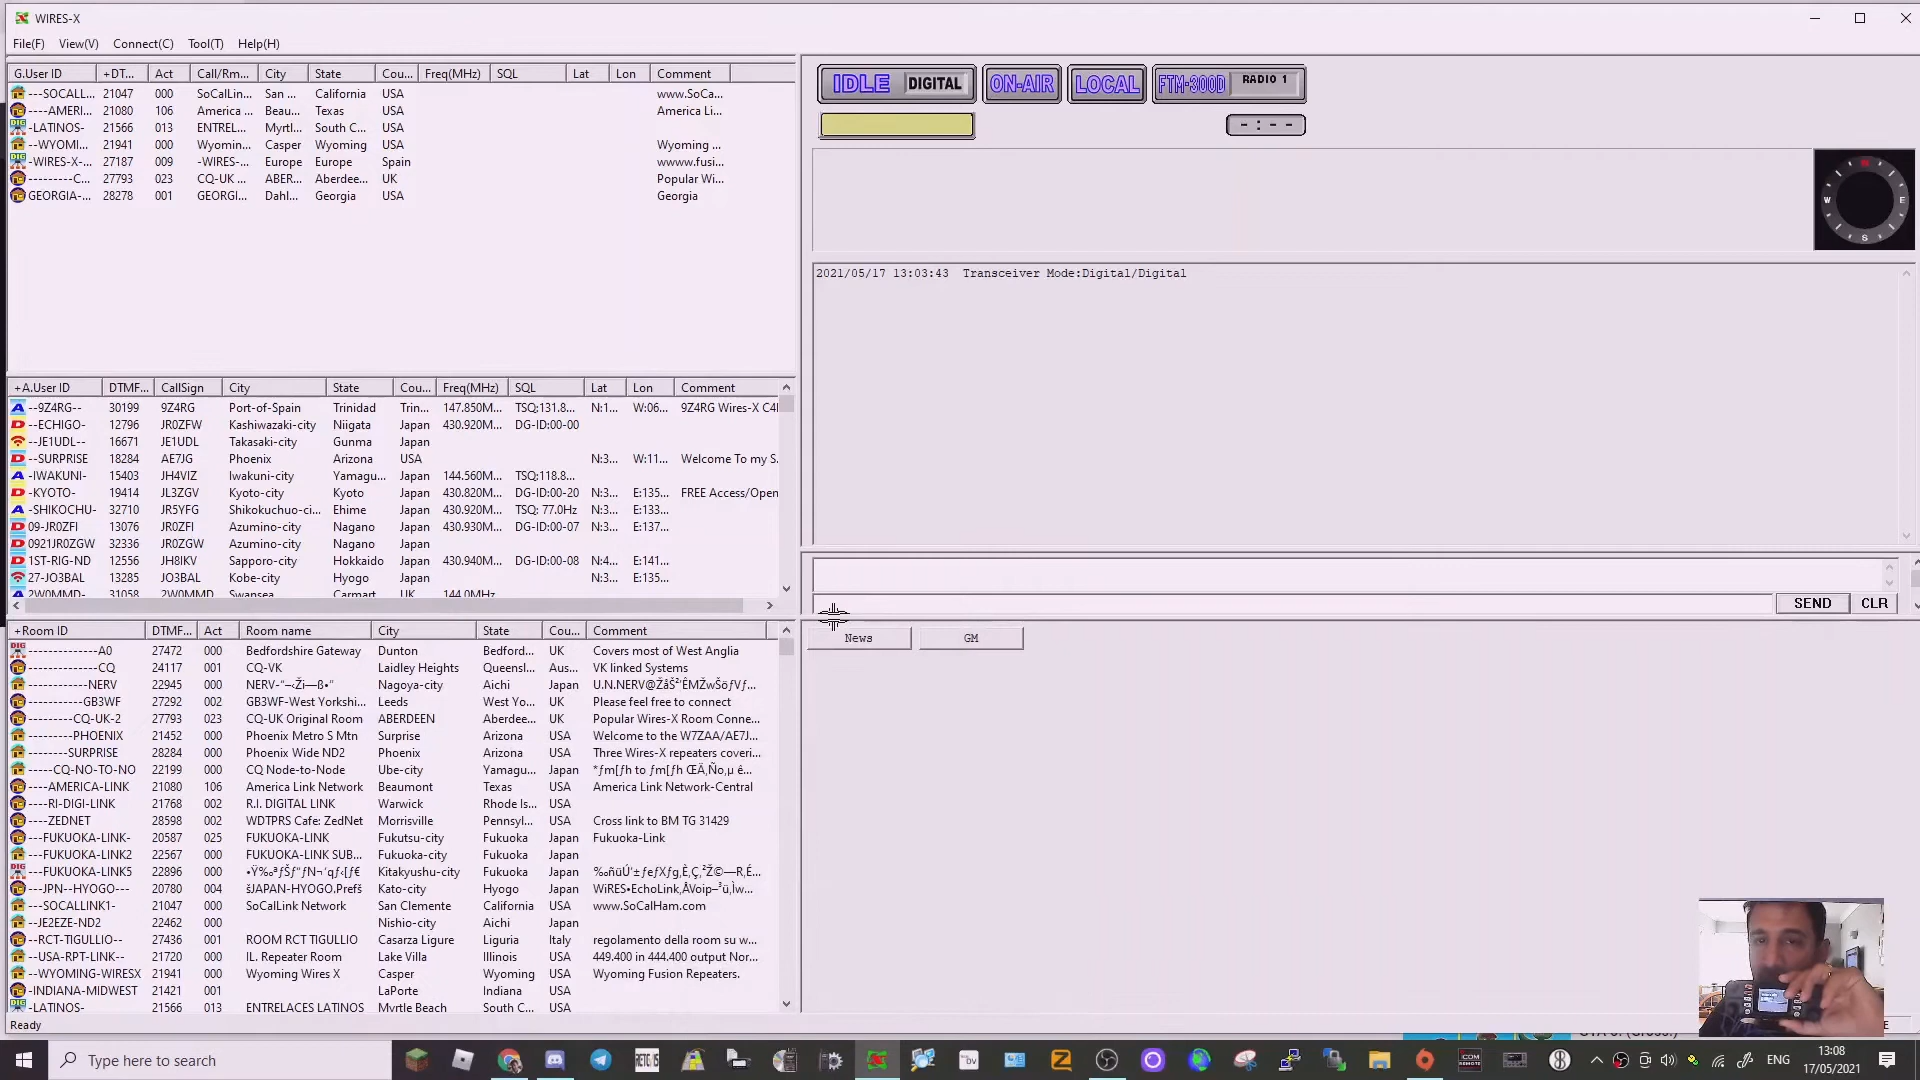 WIRES-X
File(F) View(V) Connect(C) Tool(T) Help(H)
G.User ID +DT... Act Call/Rm... City State Cou... Freq(MHz) SQL Lat Lon Comment
---SOCALL... 21047 000 SoCalLin... San ... California USA www.SoCa...
----AMERI... 21080 106 America ... Beau... Texas USA America Li...
-LATINOS- 21566 013 ENTREL... Myrtl... South C... USA
--WYOMI... 21941 000 Wyomin... Casper Wyoming USA Wyoming ...
-WIRES-X-... 27187 009 -WIRES-... Europe Europe Spain wwww.fusi...
---------C... 27793 023 CQ-UK ... ABER... Aberdee... UK Popular Wi...
GEORGIA-... 28278 001 GEORGI... Dahl... Georgia USA Georgia
+A.User ID DTMF... CallSign City State Cou... Freq(MHz) SQL Lat Lon Comment
--9Z4RG-- 30199 9Z4RG Port-of-Spain Trinidad Trin... 147.850M... TSQ:131.8... N:1... W:06... 9Z4RG Wires-X C4
--ECHIGO- 12796 JR0ZFW Kashiwazaki-city Niigata Japan 430.920M... DG-ID:00-00
--JE1UDL-- 16671 JE1UDL Takasaki-city Gunma Japan
--SURPRISE 18284 AE7JG Phoenix Arizona USA N:3... W:11... Welcome To my S.
-IWAKUNI- 15403 JH4VIZ Iwakuni-city Yamagu... Japan 144.560M... TSQ:118.8...
-KYOTO- 19414 JL3ZGV Kyoto-city Kyoto Japan 430.820M... DG-ID:00-20 N:3... E:135... FREE Access/Open
-SHIKOCHU- 32710 JR5YFG Shikokuchuo-ci... Ehime Japan 430.920M... TSQ: 77.0Hz N:3... E:133...
09-JR0ZFI 13076 JR0ZFI Azumino-city Nagano Japan 430.930M... DG-ID:00-07 N:3... E:137...
0921JR0ZGW 32336 JR0ZGW Azumino-city Nagano Japan
1ST-RIG-ND 12556 JH8IKV Sapporo-city Hokkaido Japan 430.940M... DG-ID:00-08 N:4... E:141...
27-JO3BAL 13285 JO3BAL Kobe-city Hyogo Japan N:3... E:135...
2W0MMD- 31058 2W0MMD Swansea Carmart UK 144.0MHz
+Room ID DTMF... Act Room name City State Cou... Comment
--------------A0 27472 000 Bedfordshire Gateway Dunton Bedford... UK Covers most of West Anglia
--------------CQ 24117 001 CQ-VK Laidley Heights Queensl... Aus... VK linked Systems
------------NERV 22945 000 Nagoya-city Aichi Japan
-----------GB3WF 27292 002 GB3WF-West Yorkshi... Leeds West Yo... UK Please feel free to connect
---------CQ-UK-2 27793 023 CQ-UK Original Room ABERDEEN Aberdee... UK Popular Wires-X Room Conne...
---------PHOENIX 21452 000 Phoenix Metro S Mtn Surprise Arizona USA Welcome to the W7ZAA/AE7J...
--------SURPRISE 28284 000 Phoenix Wide ND2 Phoenix Arizona USA Three Wires-X repeaters coveri...
-----CQ-NO-TO-NO 22199 000 CQ Node-to-Node Ube-city Yamagu... Japan
----AMERICA-LINK 21080 106 America Link Network Beaumont Texas USA America Link Network-Central
----RI-DIGI-LINK 21768 002 R.I. DIGITAL LINK Warwick Rhode Is... USA
----ZEDNET 28598 002 WDTPRS Cafe: ZedNet Morrisville Pennsyl... USA Cross link to BM TG 31429
---FUKUOKA-LINK- 20587 025 FUKUOKA-LINK Fukutsu-city Fukuoka Japan Fukuoka-Link
---FUKUOKA-LINK2 22567 000 FUKUOKA-LINK SUB... Fukuoka-city Fukuoka Japan
---FUKUOKA-LINK5 22896 000 Kitakyushu-city Fukuoka Japan
---JPN--HYOGO--- 20780 004 šJAPAN-HYOGO.Prefš Kato-city Hyogo Japan
---SOCALLINK1- 21047 000 SoCalLink Network San Clemente California USA www.SoCalHam.com
--JE2EZE-ND2 22462 000 Nishio-city Aichi Japan
--RCT-TIGULLIO-- 27436 001 ROOM RCT TIGULLIO Casarza Ligure Liguria Italy regolamento della room su w...
--USA-RPT-LINK-- 21720 000 IL. Repeater Room Lake Villa Illinois USA 449.400 in 444.400 output Nor...
--WYOMING-WIRESX 21941 000 Wyoming Wires X Casper Wyoming USA Wyoming Fusion Repeaters.
-INDIANA-MIDWEST 21421 001 LaPorte Indiana USA
-LATINOS- 21566 013 ENTRELACES LATINOS Myrtle Beach South C... USA
Ready
IDLE DIGITAL ON-AIR LOCAL FTM-300D RADIO 1
- : - -
N
W E
S
2021/05/17 13:03:43 Transceiver Mode:Digital/Digital
SEND CLR
News GM
Type here to search
ENG 13:08
17/05/2021